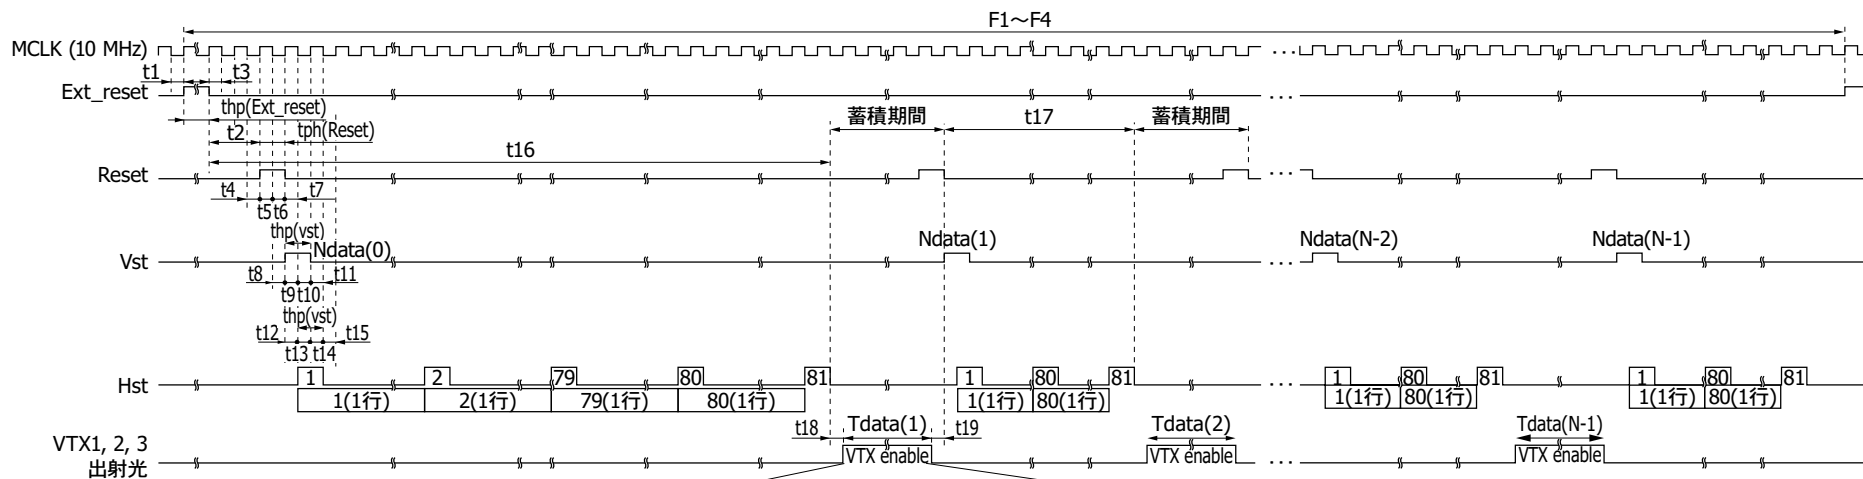 F1～F4
MCLK (10 MHz)
t1
t3
Ext_reset
thp(Ext_reset)
蓄積期間
t17
蓄積期間
t2
tph(Reset)
t16
Reset
t4
t7
t5
t6
thp(vst)
Ndata(0)
Ndata(1)
Ndata(N-2)
Ndata(N-1)
Vst
t8
t11
t9
t10
thp(vst)
t12
t15
t13
t14
Hst
1
2
79
80
81
1
80
81
1
80
81
1
80
81
1(1行)
2(1行)
79(1行)
80(1行)
1(1行)
80(1行)
1(1行)
80(1行)
1(1行)
80(1行)
t18
Tdata(1)
t19
Tdata(2)
Tdata(N-1)
VTX1, 2, 3
出射光
VTX enable
VTX enable
VTX enable